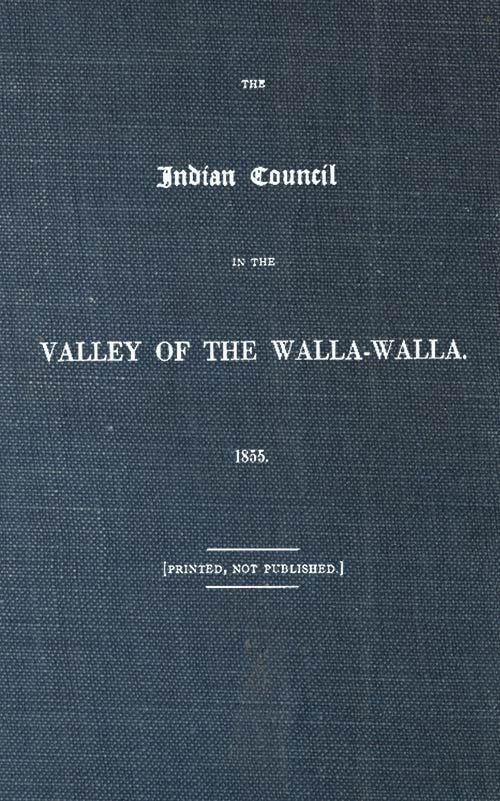 THE
Indian Council
IN THE
VALLEY OF THE WALLA-WALLA.
1855.
[PRINTED, NOT PUBLISHED.]